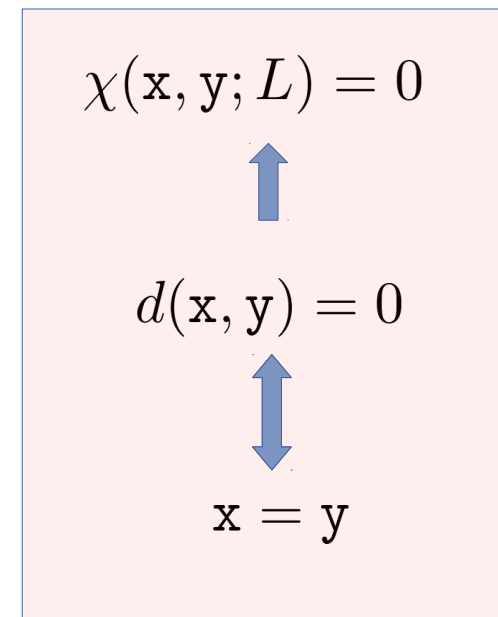 χ(x, y; L) = 0
d(x, y) = 0
x = y